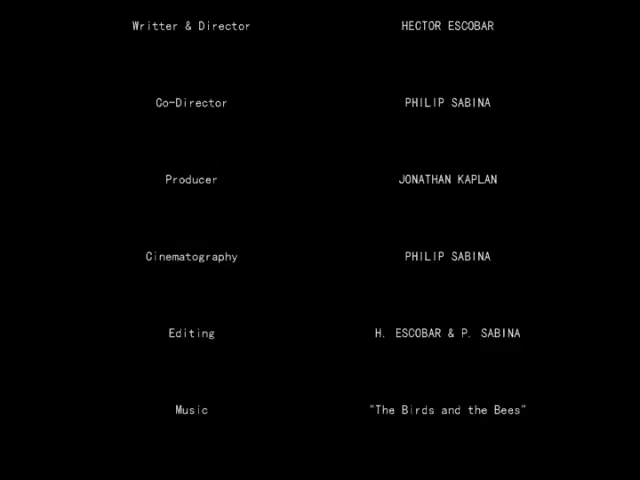 Writter & Director HECTOR ESCOBAR
Co-Director PHILIP SABINA
Producer JONATHAN KAPLAN
Cinematography PHILIP SABINA
Editing H. ESCOBAR & P. SABINA
Music "The Birds and the Bees"